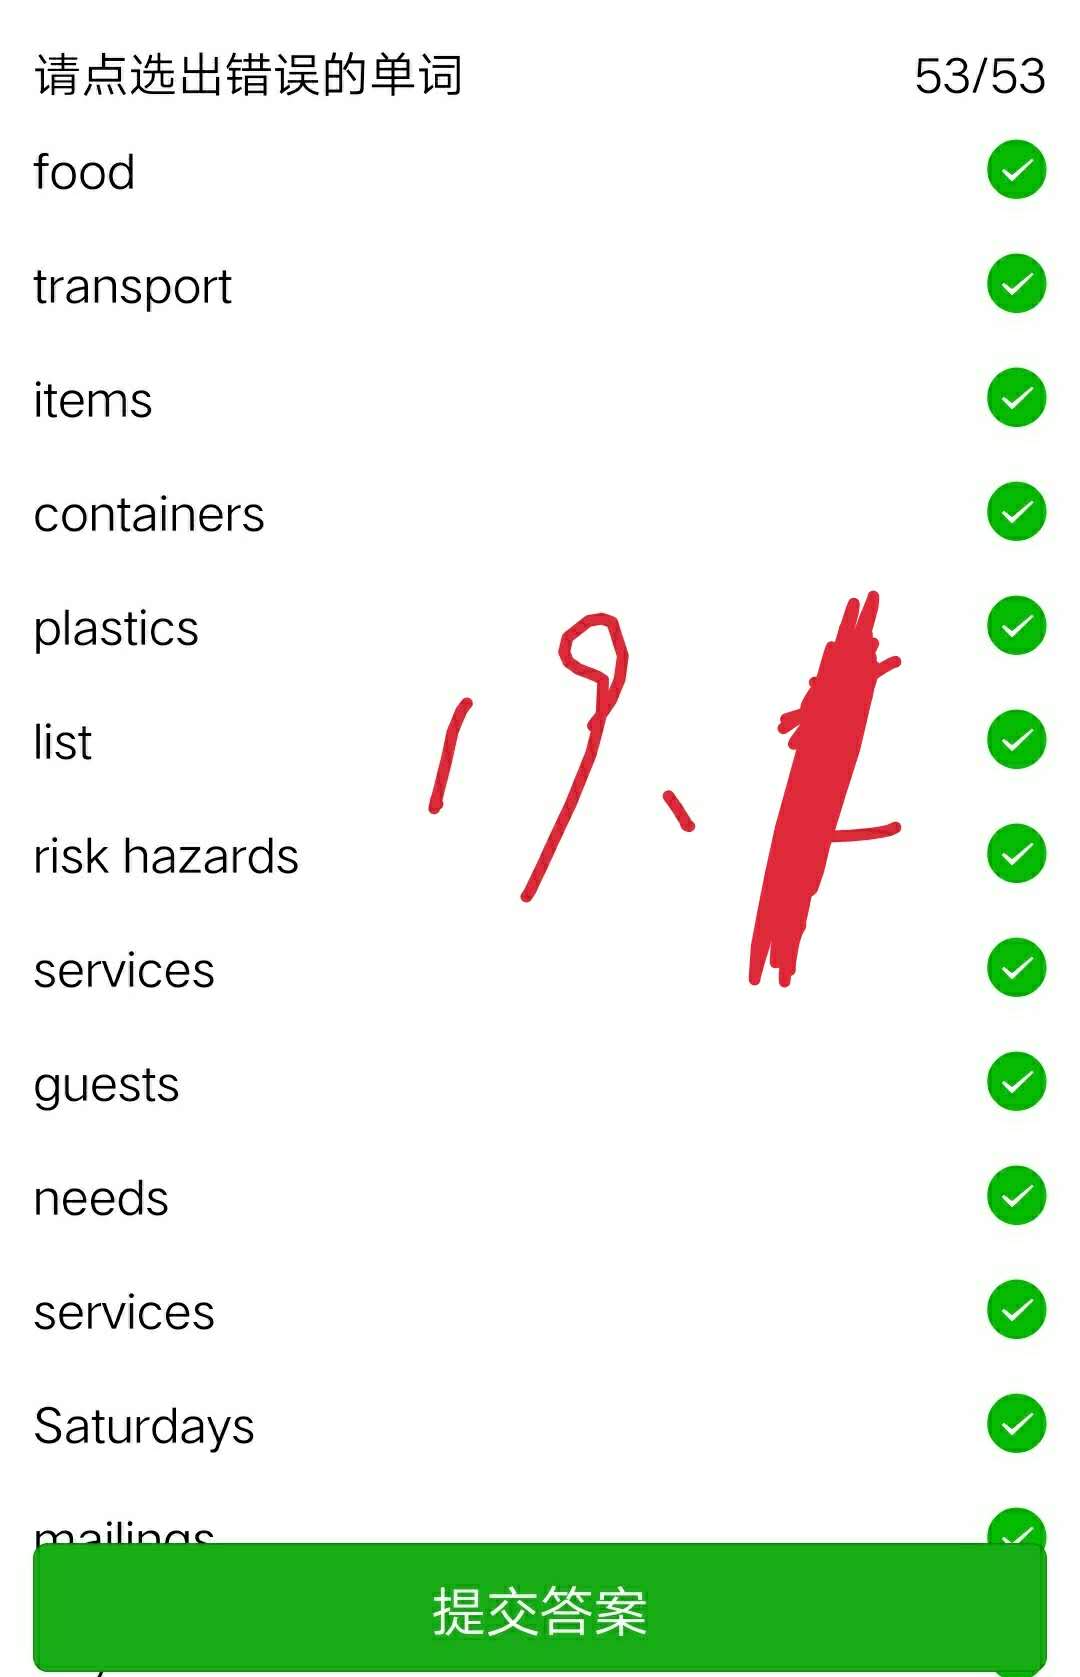 请点选出错误的单词 53/53
food
transport
items
containers
plastics
list
risk hazards
services
guests
needs
services
Saturdays
mailings
19、
提交答案